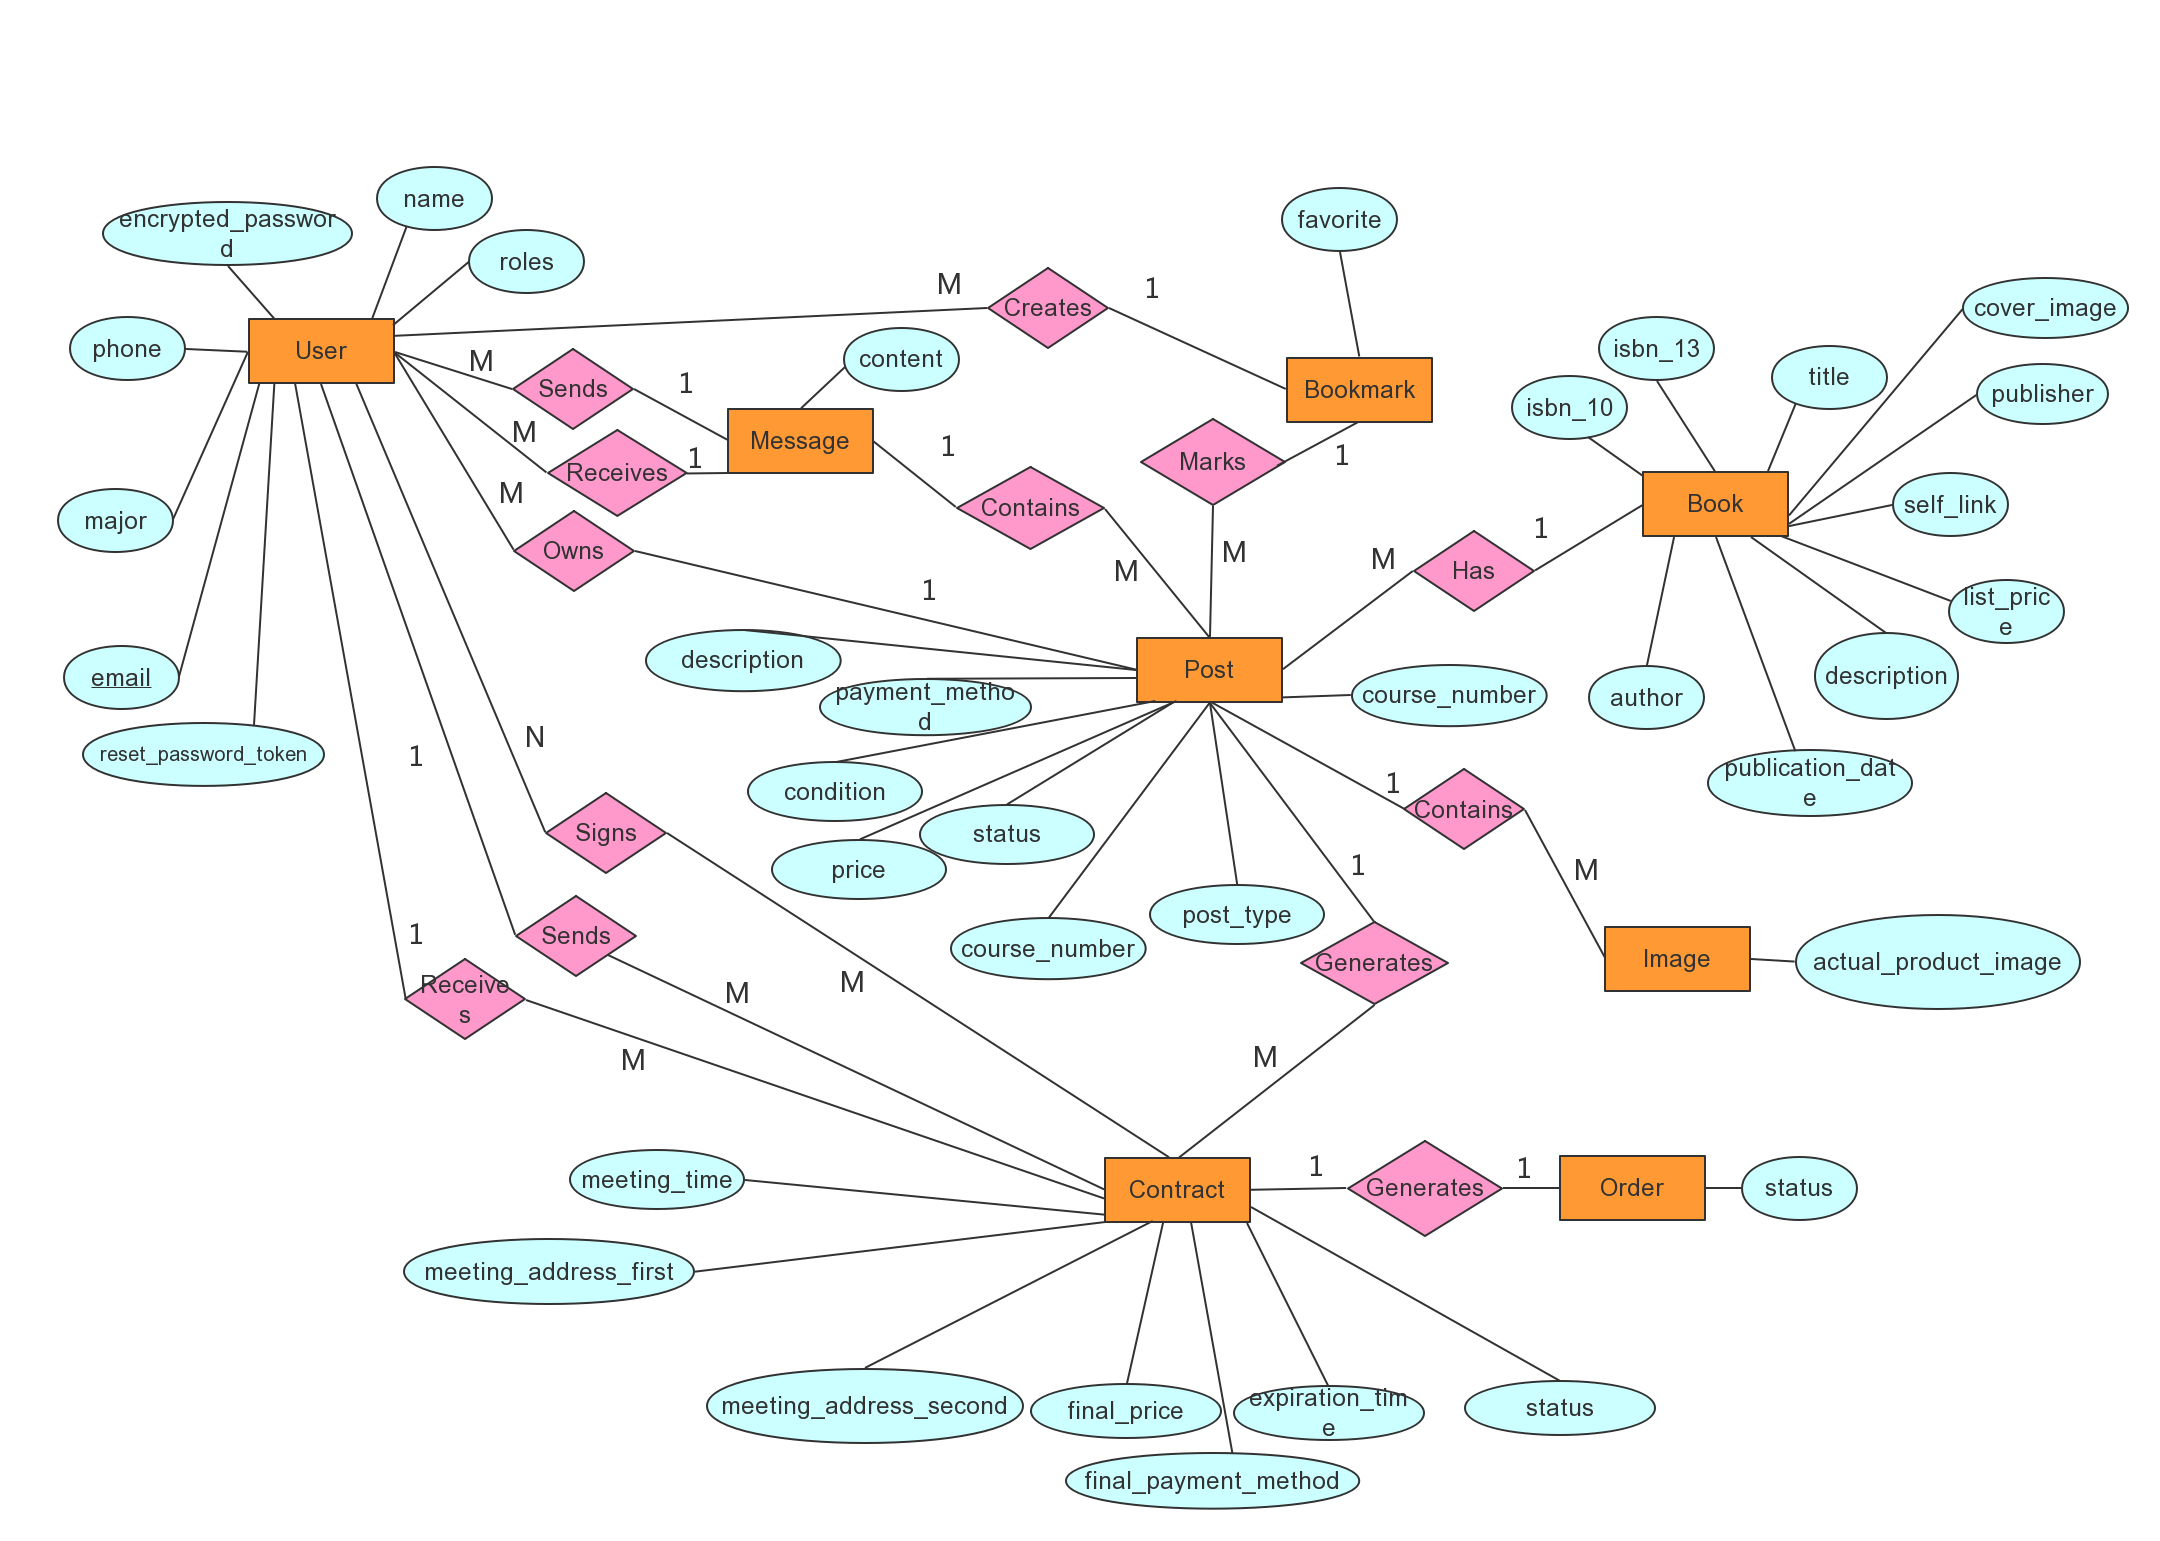 name
encrypted_passwor
d
roles
favorite
M
1
Creates
cover_image
phone
User
content
isbn_13
title
M
Sends
1
Bookmark
publisher
isbn_10
M
Message
1
1
Marks
1
Receives
Book
self_link
major
M
Contains
1
Owns
M
M
M
Has
1
list_pric
e
description
Post
email
description
payment_metho
d
course_number
author
N
1
reset_password_token
publication_dat
e
condition
1
Contains
Signs
status
price
1
M
post_type
1
Sends
course_number
Generates
Image
actual_product_image
Receive
s
M
M
M
M
meeting_time
Contract
1
Generates
1
Order
status
meeting_address_first
meeting_address_second
final_price
expiration_tim
e
status
final_payment_method